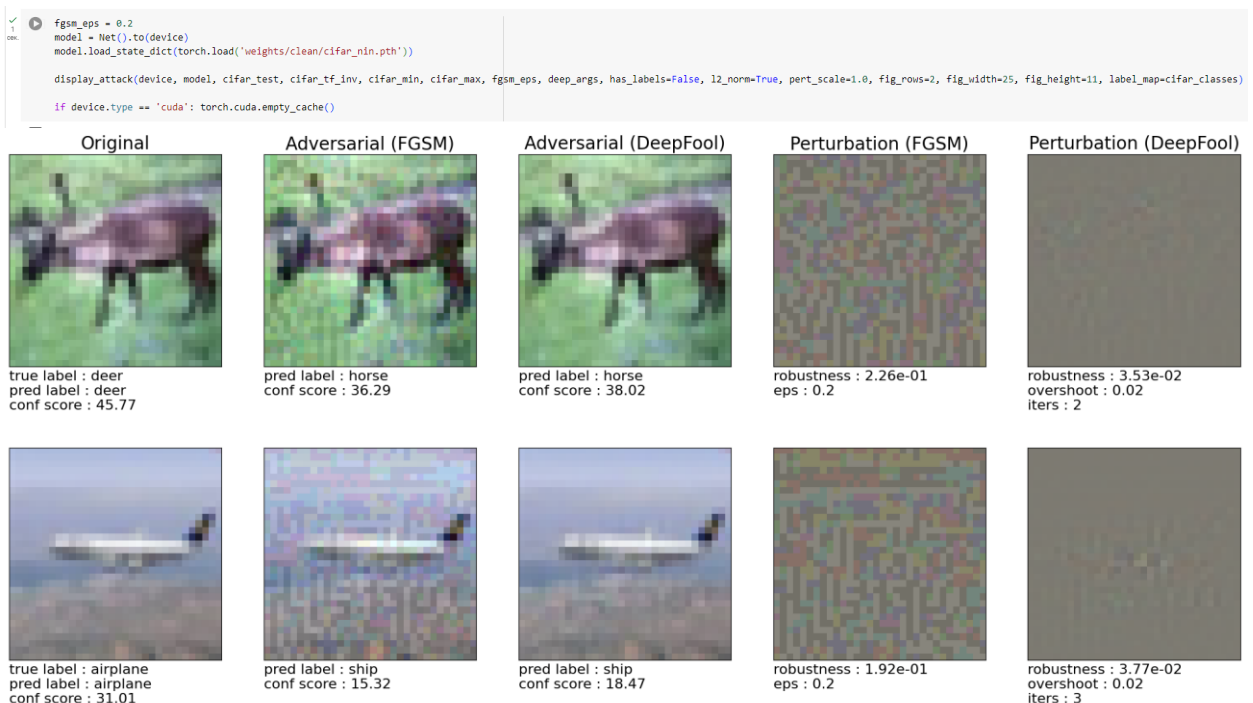 1
сек.
fgsm_eps = 0.2
model = Net().to(device)
model.load_state_dict(torch.load('weights/clean/cifar_nin.pth'))
display_attack(device, model, cifar_test, cifar_tf_inv, cifar_min, cifar_max, fgsm_eps, deep_args, has_labels=False, l2_norm=True, pert_scale=1.0, fig_rows=2, fig_width=25, fig_height=11, label_map=cifar_classes)
if device.type == 'cuda': torch.cuda.empty_cache()
Original Adversarial (FGSM) Adversarial (DeepFool) Perturbation (FGSM) Perturbation (DeepFool)
true label : deer pred label : horse pred label : horse robustness : 2.26e-01 robustness : 3.53e-02
pred label : deer conf score : 36.29 conf score : 38.02 eps : 0.2 overshoot : 0.02
conf score : 45.77 iters : 2
true label : airplane pred label : ship pred label : ship robustness : 1.92e-01 robustness : 3.77e-02
pred label : airplane conf score : 15.32 conf score : 18.47 eps : 0.2 overshoot : 0.02
conf score : 31.01 iters : 3